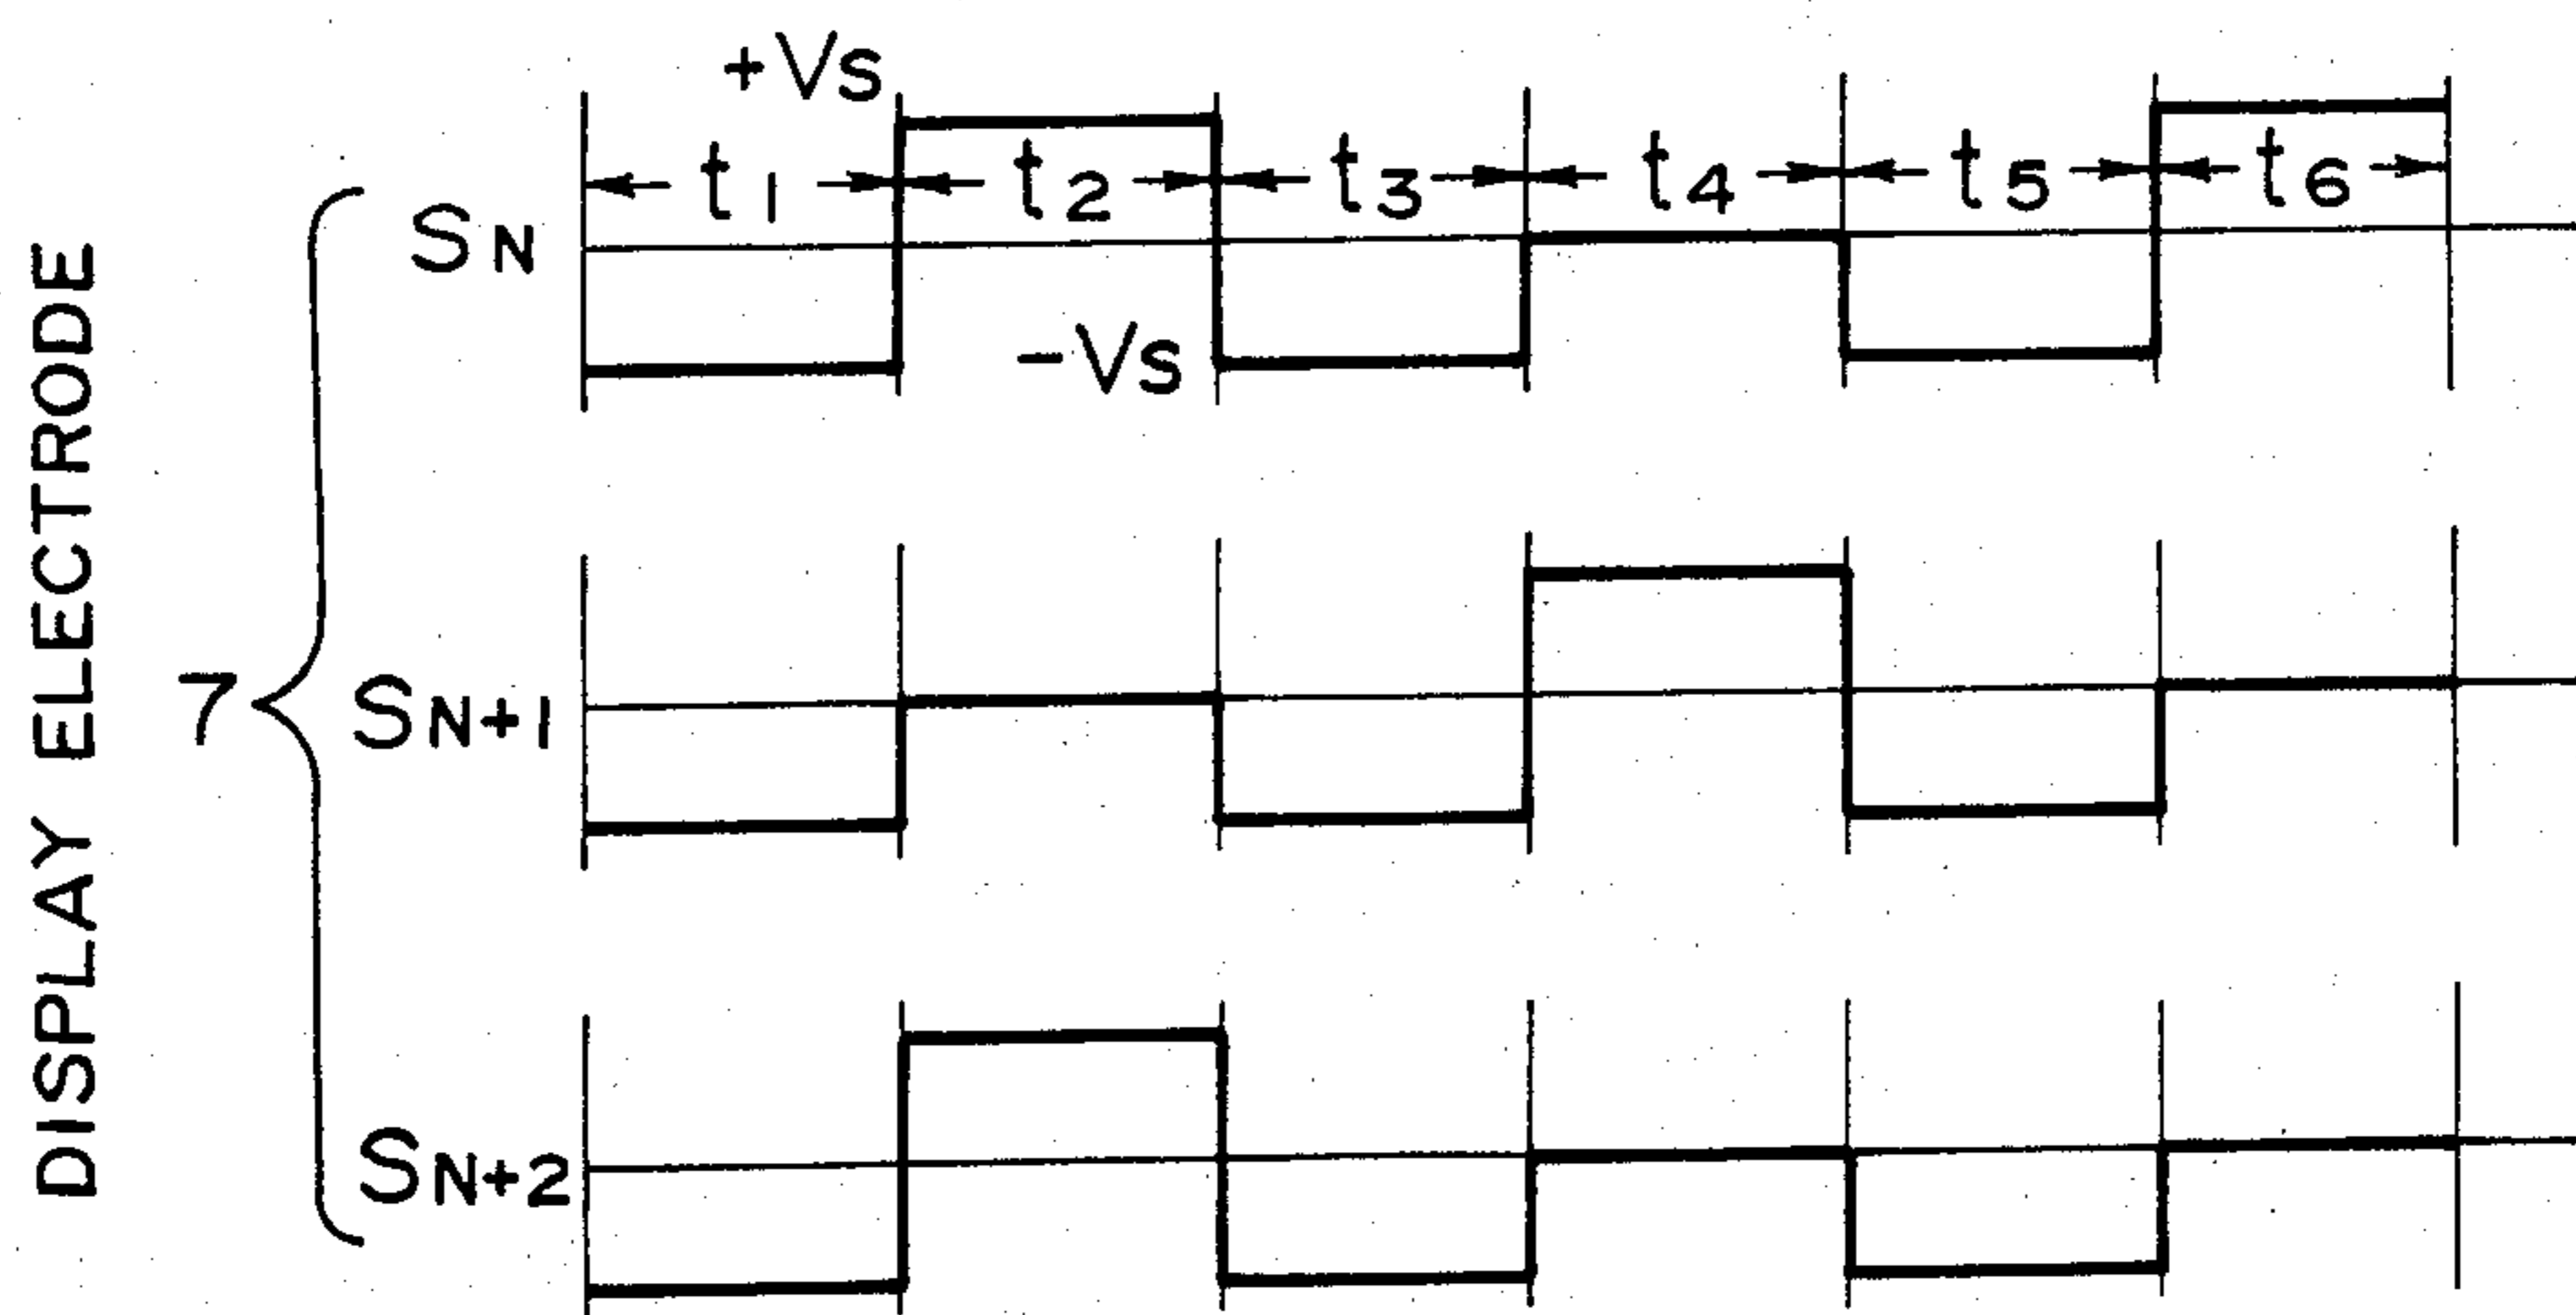 DISPLAY ELECTRODE
7
+Vs
t1 t2 t3 t4 t5 t6
SN
-Vs
SN+1
SN+2